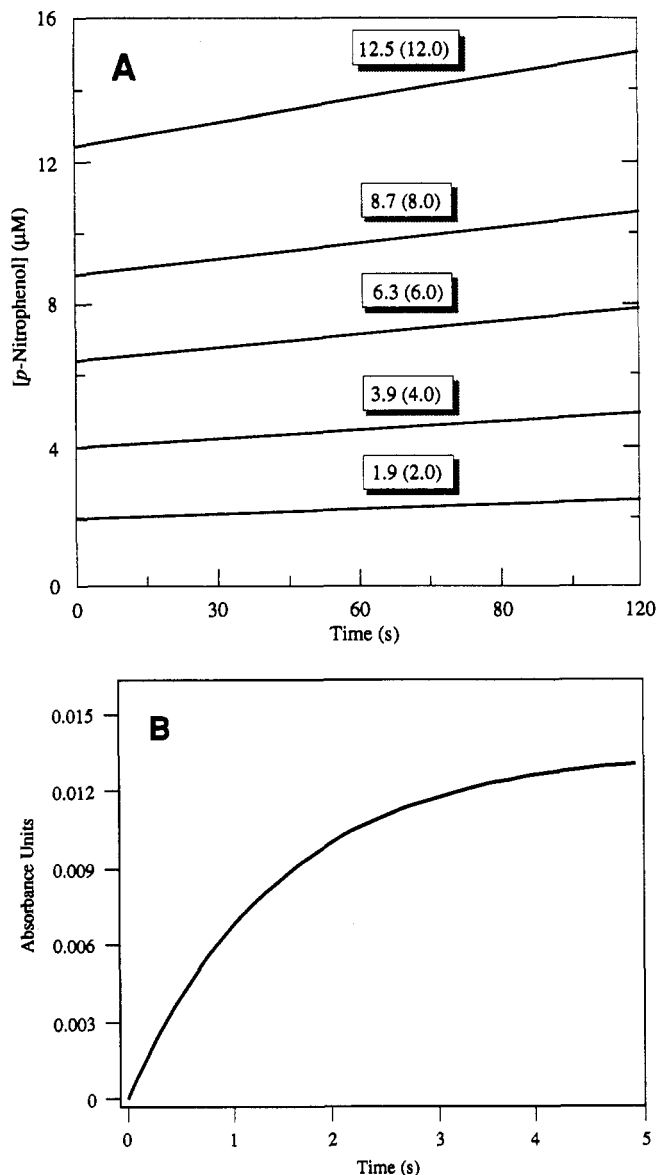 A
16
12
8
4
0
[p-Nitrophenol] (μM)
12.5 (12.0)
8.7 (8.0)
6.3 (6.0)
3.9 (4.0)
1.9 (2.0)
0 30 60 80 120
Time (s)
B
0.015
0.012
0.009
0.006
0.003
0
Absorbance Units
0 1 2 3 4 5
Time (s)